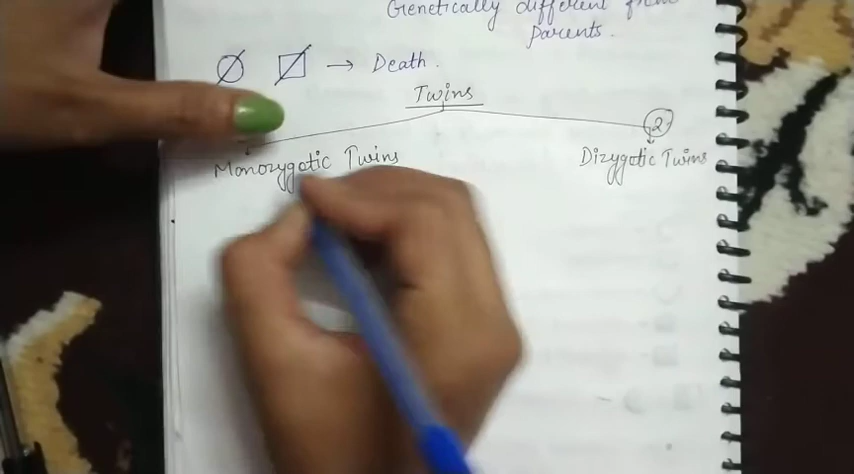 Genetically different from
parents.
→ Death.
Twins
2
Monozygotic Twins
Dizygotic Twins